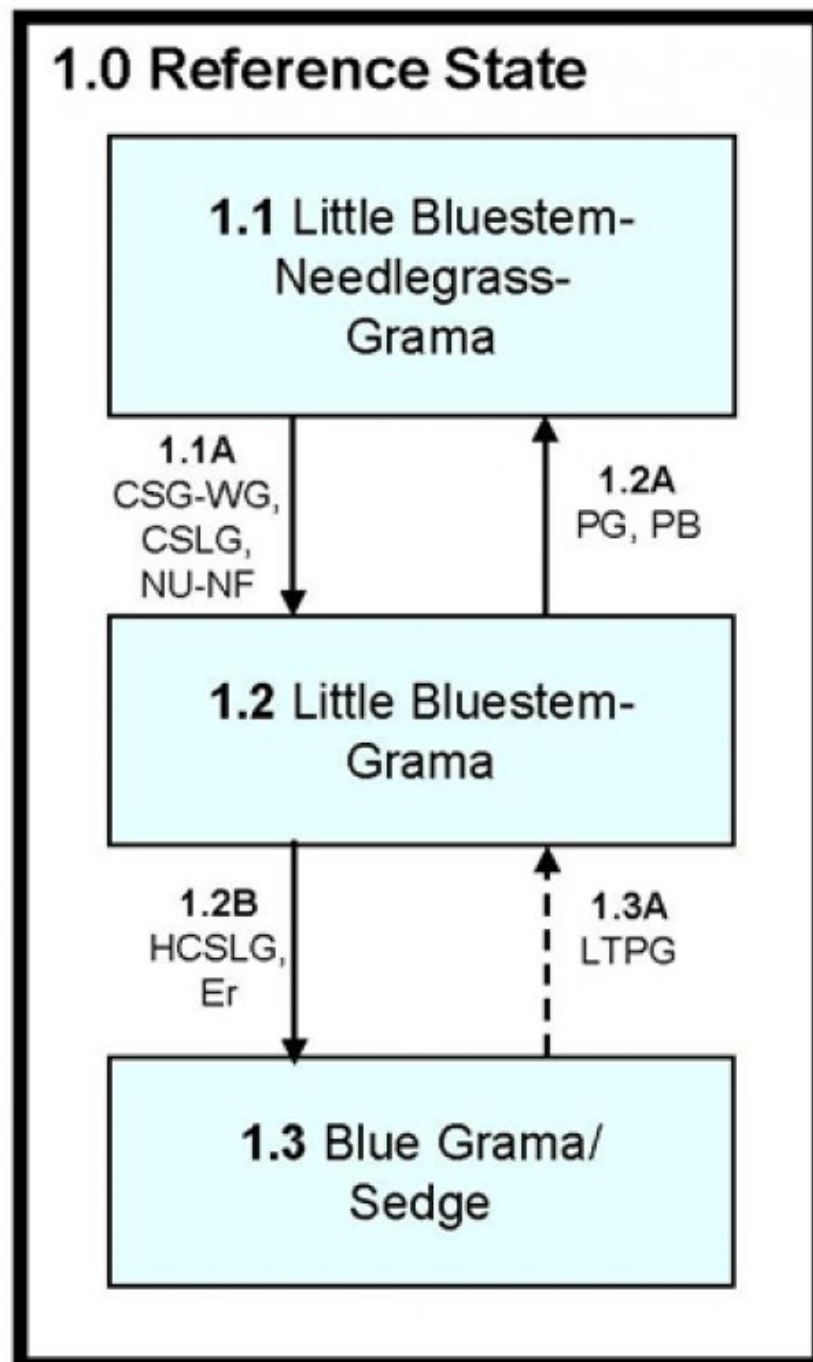 1.0 Reference State
1.1 Little Bluestem-
Needlegrass-
Grama
1.1A
CSG-WG,
CSLG,
NU-NF
1.2A
PG, PB
1.2 Little Bluestem-
Grama
1.2B
HCSLG,
Er
1.3A
LTPG
1.3 Blue Grama/
Sedge